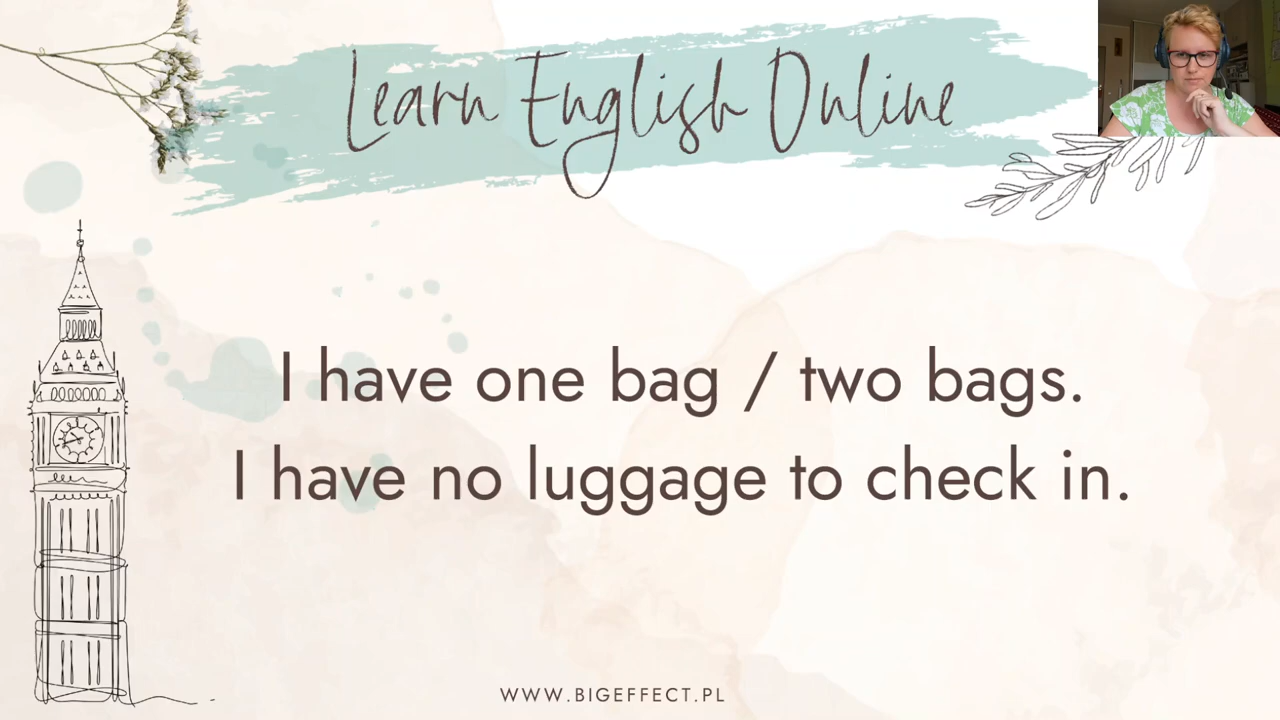 Learn English Online
I have one bag / two bags.
I have no luggage to check in.
WWW.BIGEFFECT.PL